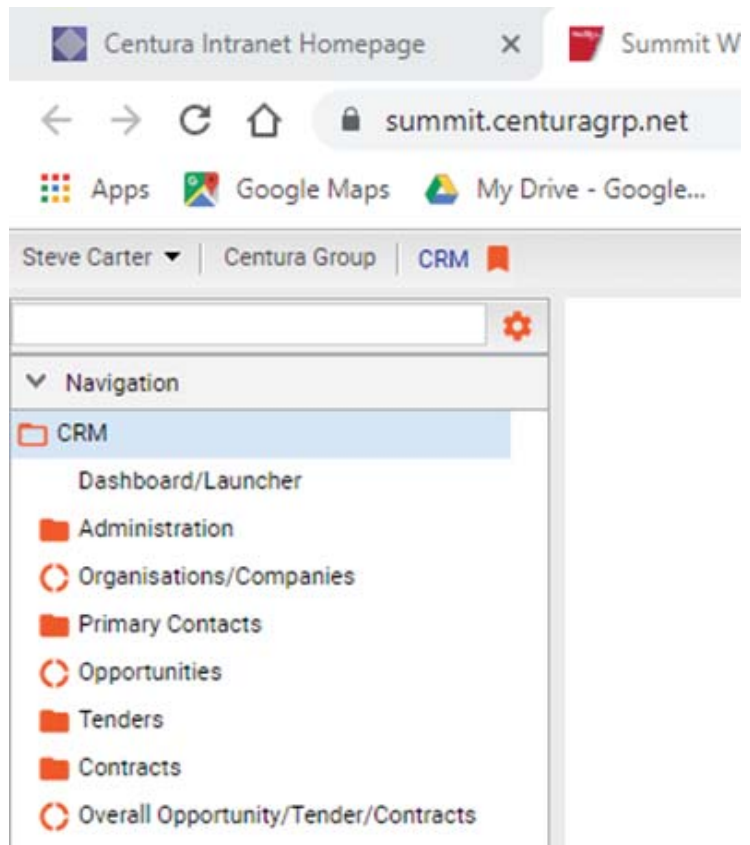 Centura Intranet Homepage Summit W
summit.centuragrp.net
Apps Google Maps My Drive - Google...
Steve Carter Centura Group CRM
Navigation
CRM
Dashboard/Launcher
Administration
Organisations/Companies
Primary Contacts
Opportunities
Tenders
Contracts
Overall Opportunity/Tender/Contracts